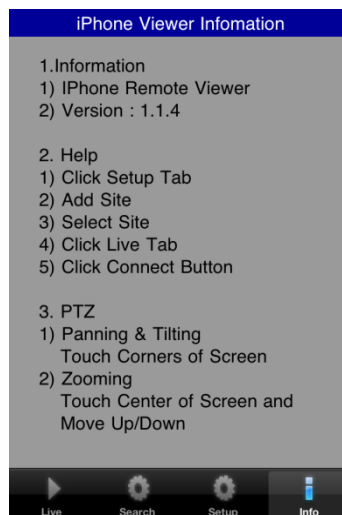 iPhone Viewer Infomation
1.Information
1) IPhone Remote Viewer
2) Version : 1.1.4
2. Help
1) Click Setup Tab
2) Add Site
3) Select Site
4) Click Live Tab
5) Click Connect Button
3. PTZ
1) Panning & Tilting
Touch Corners of Screen
2) Zooming
Touch Center of Screen and
Move Up/Down
Live Search Setup Info